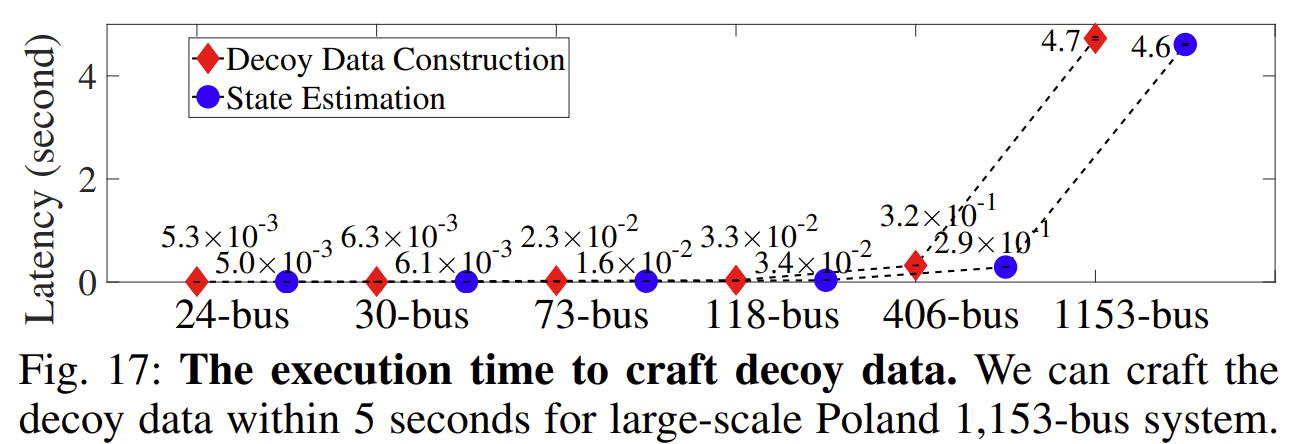 Latency (second)
4
2
0
Decoy Data Construction
State Estimation
4.7
4.6
5.3×10⁻³
6.3×10⁻³
2.3×10⁻²
3.3×10⁻²
3.2×10⁻¹
5.0×10⁻³
6.1×10⁻³
1.6×10⁻²
3.4×10⁻²
2.9×10⁻¹
24-bus 30-bus 73-bus 118-bus 406-bus 1153-bus
Fig. 17: The execution time to craft decoy data. We can craft the
decoy data within 5 seconds for large-scale Poland 1,153-bus system.